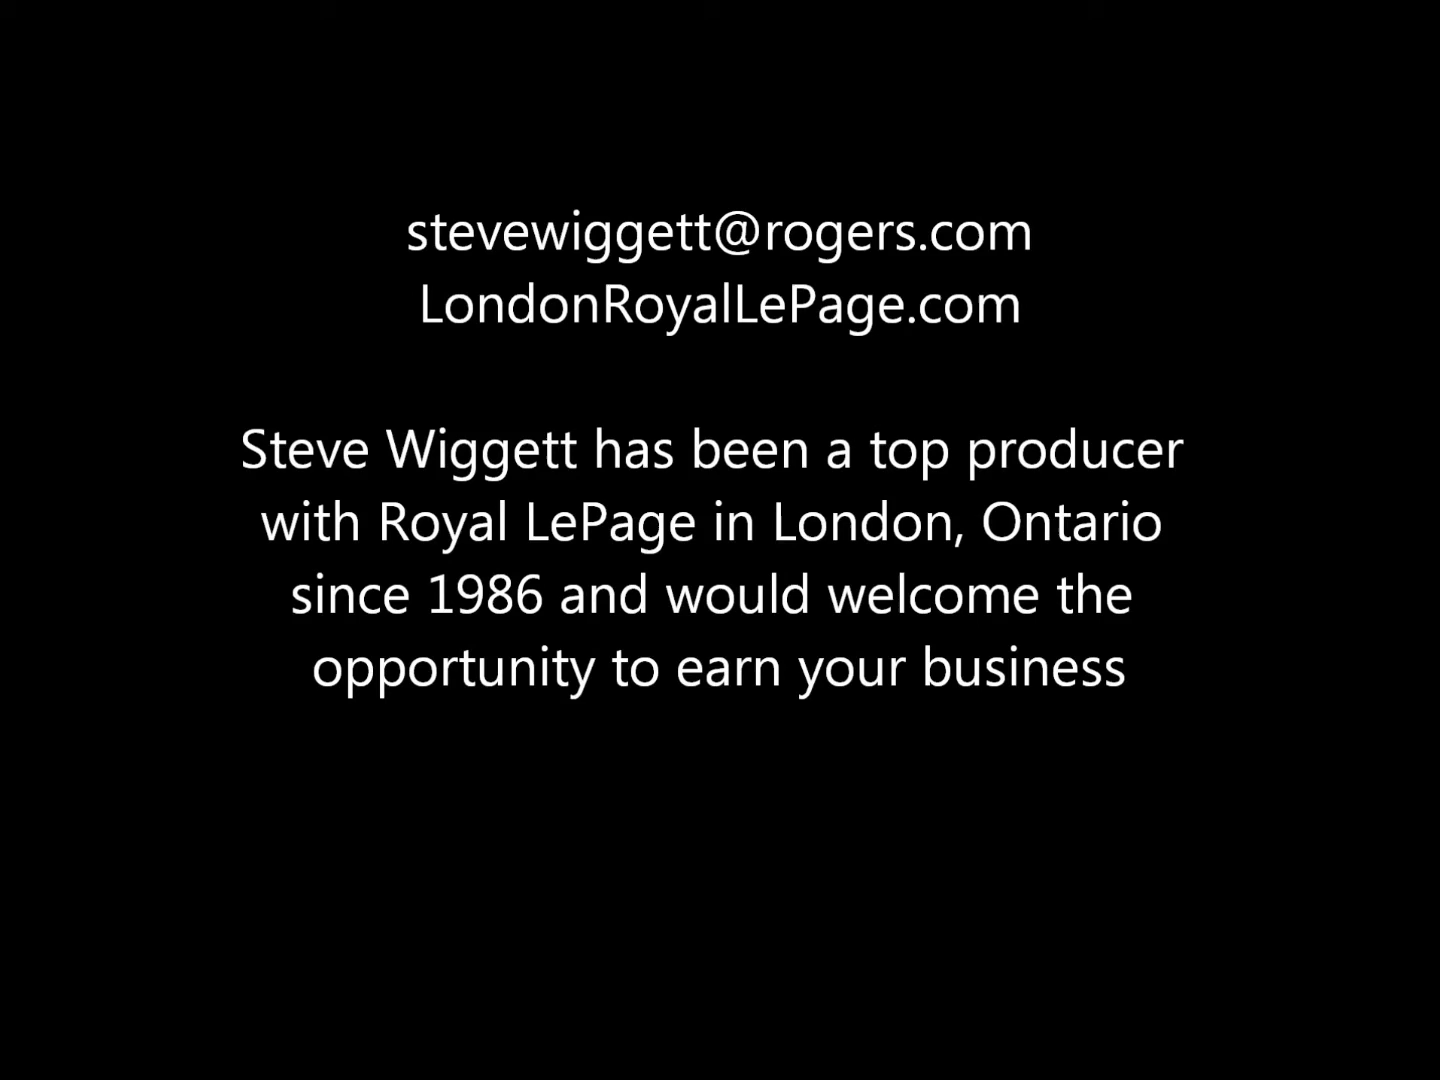 stevewiggett@rogers.com
LondonRoyalLePage.com
Steve Wiggett has been a top producer
with Royal LePage in London, Ontario
since 1986 and would welcome the
opportunity to earn your business